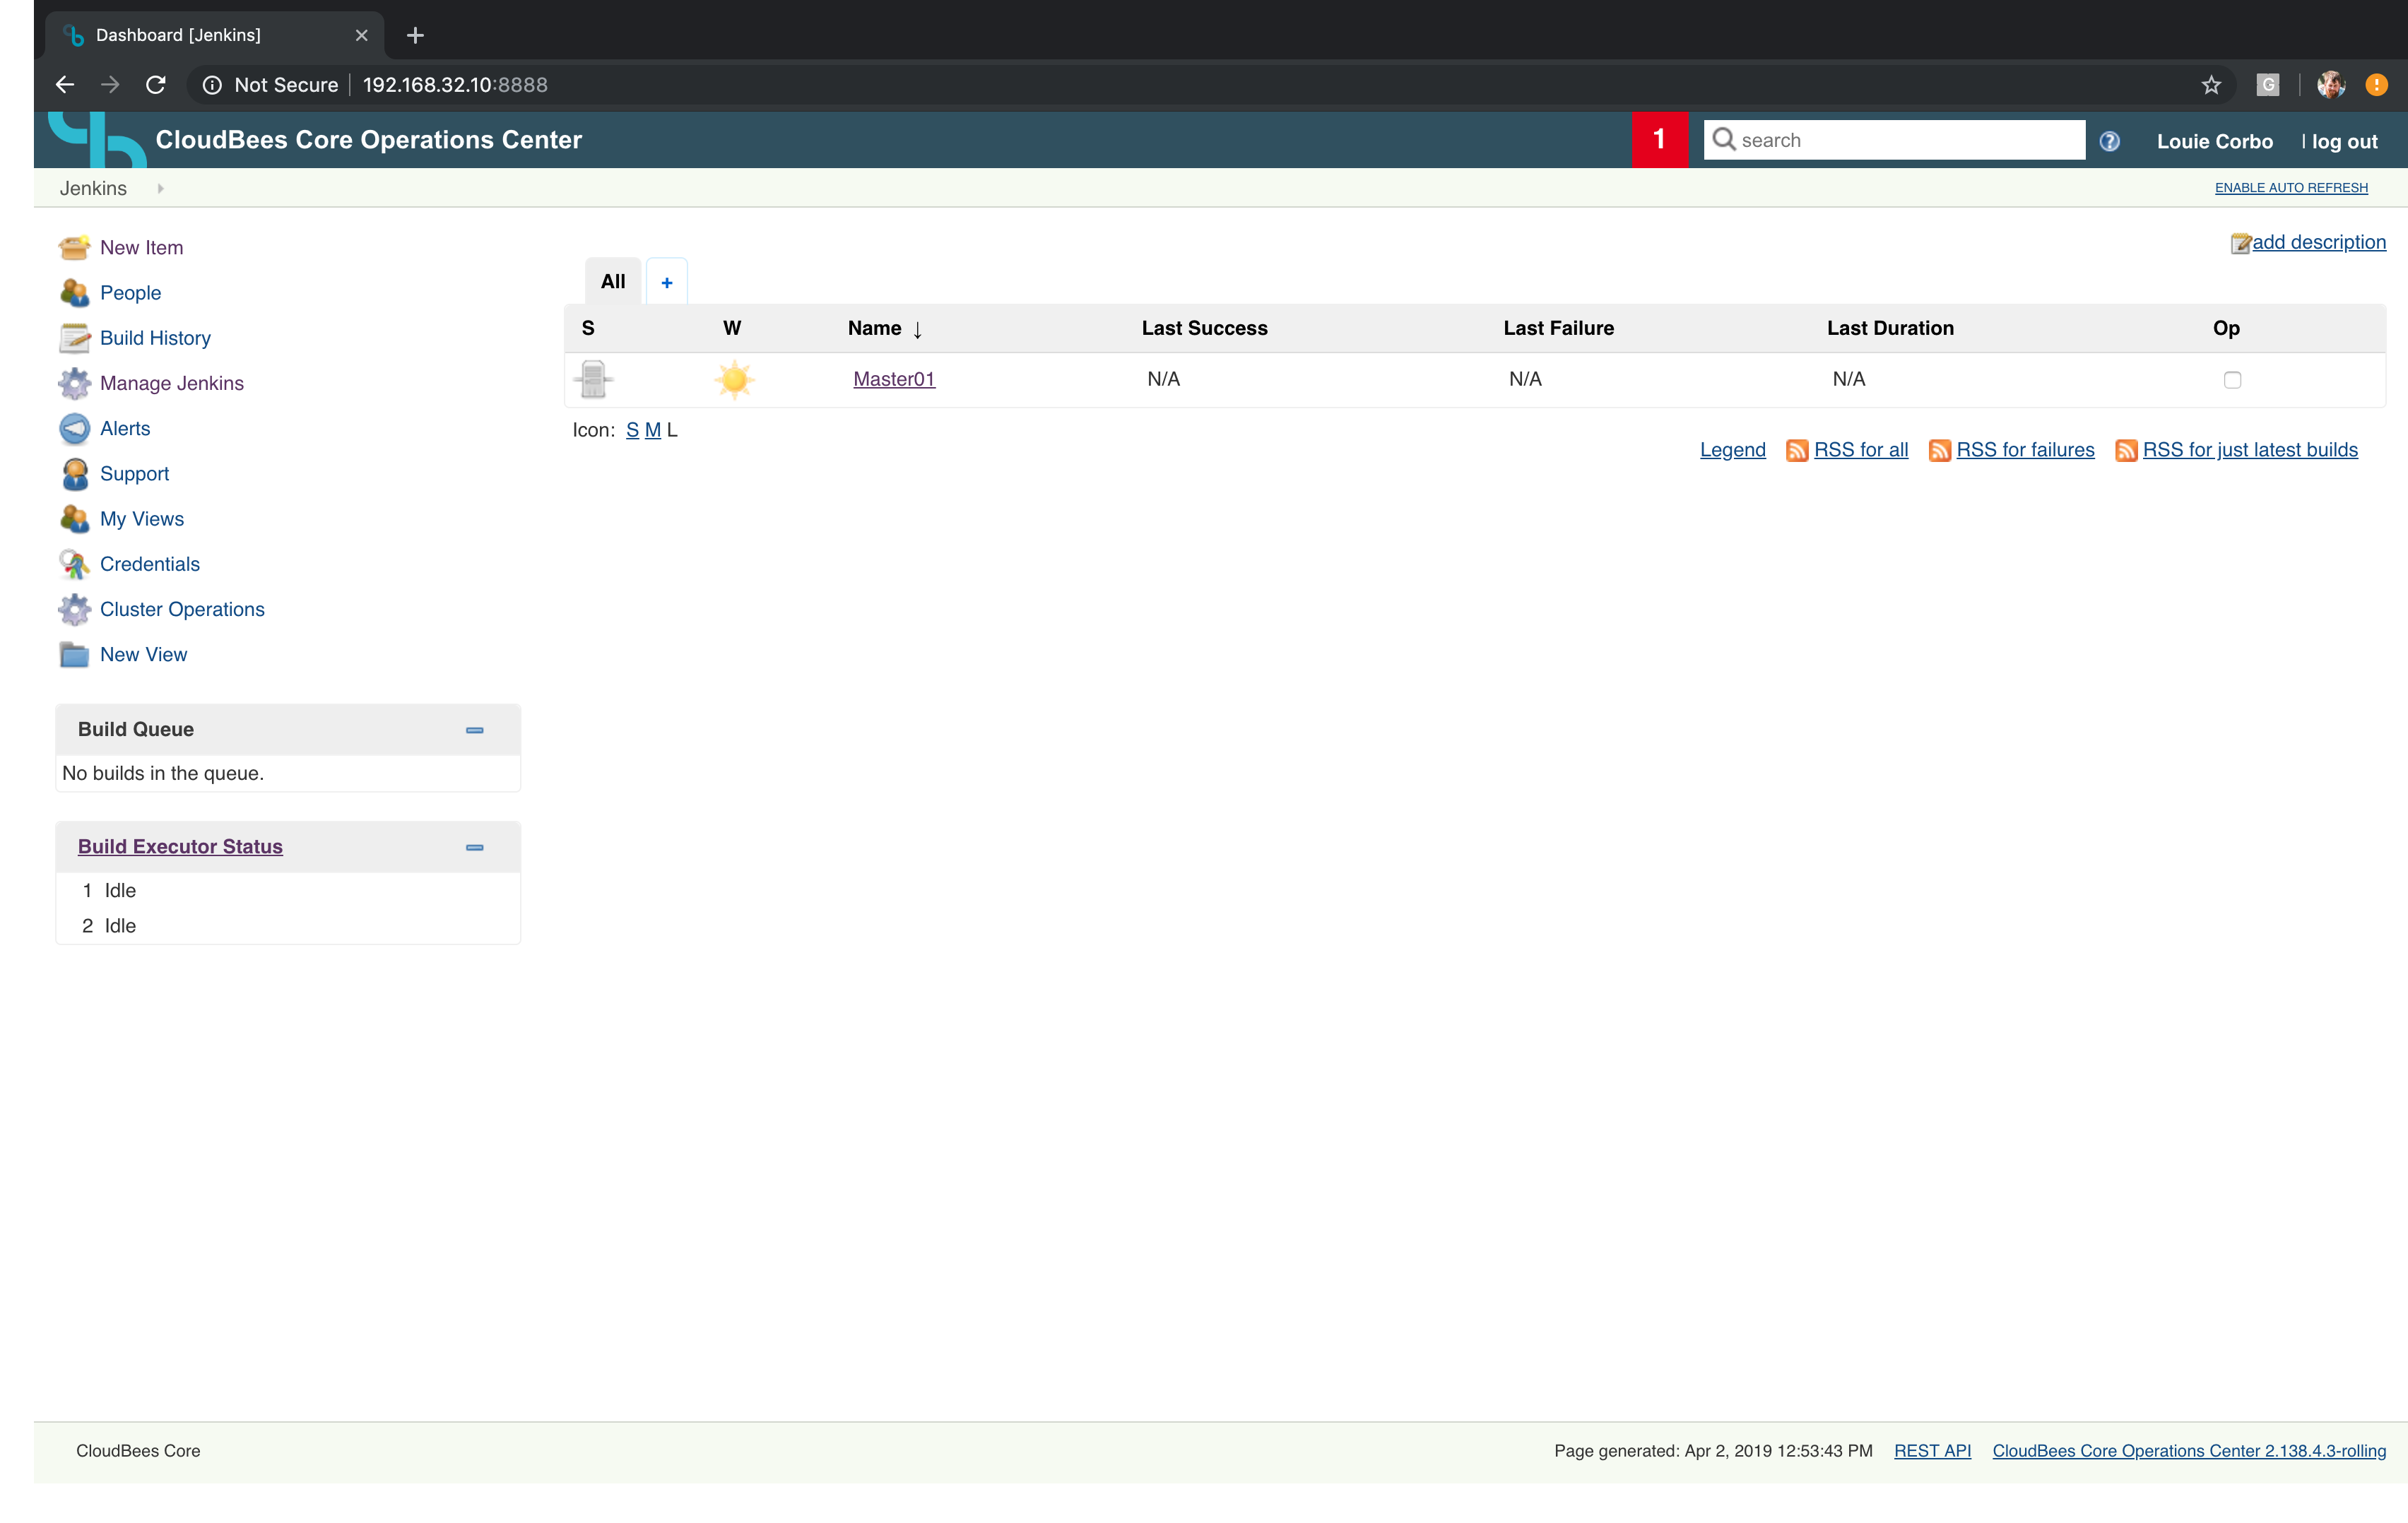 Dashboard [Jenkins]
Not Secure | 192.168.32.10:8888
CloudBees Core Operations Center
1
search
Louie Corbo
| log out
Jenkins
ENABLE AUTO REFRESH
New Item
People
Build History
Manage Jenkins
Alerts
Support
My Views
Credentials
Cluster Operations
New View
Build Queue
No builds in the queue.
Build Executor Status
1 Idle
2 Idle
add description
All +
S W Name ↓ Last Success Last Failure Last Duration Op
Master01 N/A N/A N/A
Icon: S M L
Legend RSS for all RSS for failures RSS for just latest builds
CloudBees Core
Page generated: Apr 2, 2019 12:53:43 PM REST API CloudBees Core Operations Center 2.138.4.3-rolling